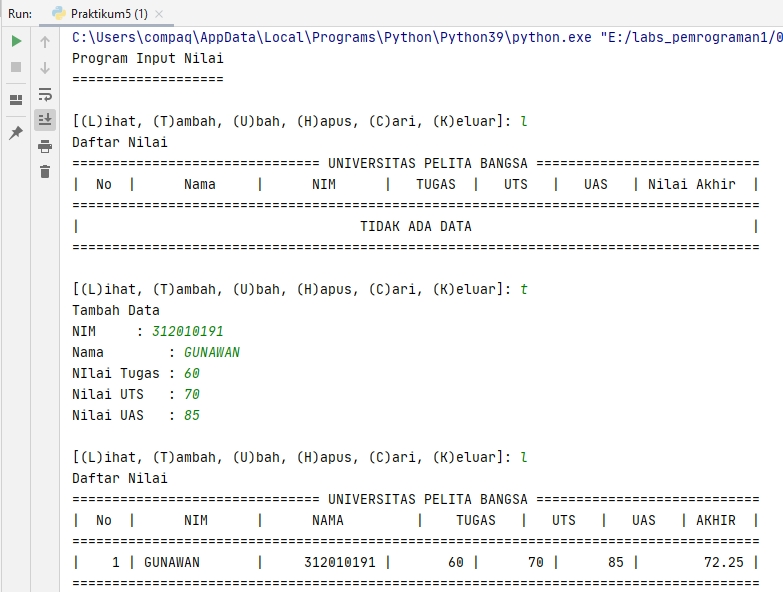 Run: Praktikum5 (1) ×
C:\Users\compaq\AppData\Local\Programs\Python\Python39\python.exe "E:/labs_pemrograman1/0
Program Input Nilai
===================
[(L)ihat, (T)ambah, (U)bah, (H)apus, (C)ari, (K)eluar]: l
Daftar Nilai
=============================== UNIVERSITAS PELITA BANGSA ============================
|  No  |      Nama     |      NIM      |   TUGAS  |   UTS   |   UAS   | Nilai Akhir  |
======================================================================================
|                                   TIDAK ADA DATA                                   |
======================================================================================
[(L)ihat, (T)ambah, (U)bah, (H)apus, (C)ari, (K)eluar]: t
Tambah Data
NIM     : 312010191
Nama        : GUNAWAN
NIlai Tugas : 60
Nilai UTS   : 70
Nilai UAS   : 85
[(L)ihat, (T)ambah, (U)bah, (H)apus, (C)ari, (K)eluar]: l
Daftar Nilai
=============================== UNIVERSITAS PELITA BANGSA ============================
|  No  |      NIM      |      NAMA         |    TUGAS   |   UTS   |   UAS   | AKHIR  |
======================================================================================
|    1 | GUNAWAN       |     312010191 |       60 |      70 |      85 |        72.25 |
======================================================================================